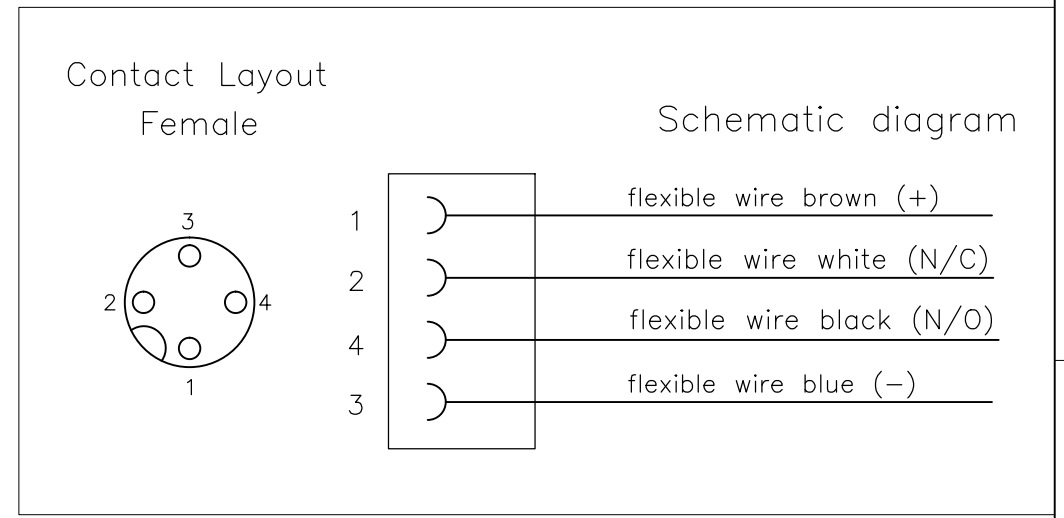 Contact Layout
Female
Schematic diagram
3
2
4
1
1 flexible wire brown (+)
2 flexible wire white (N/C)
4 flexible wire black (N/O)
3 flexible wire blue (−)